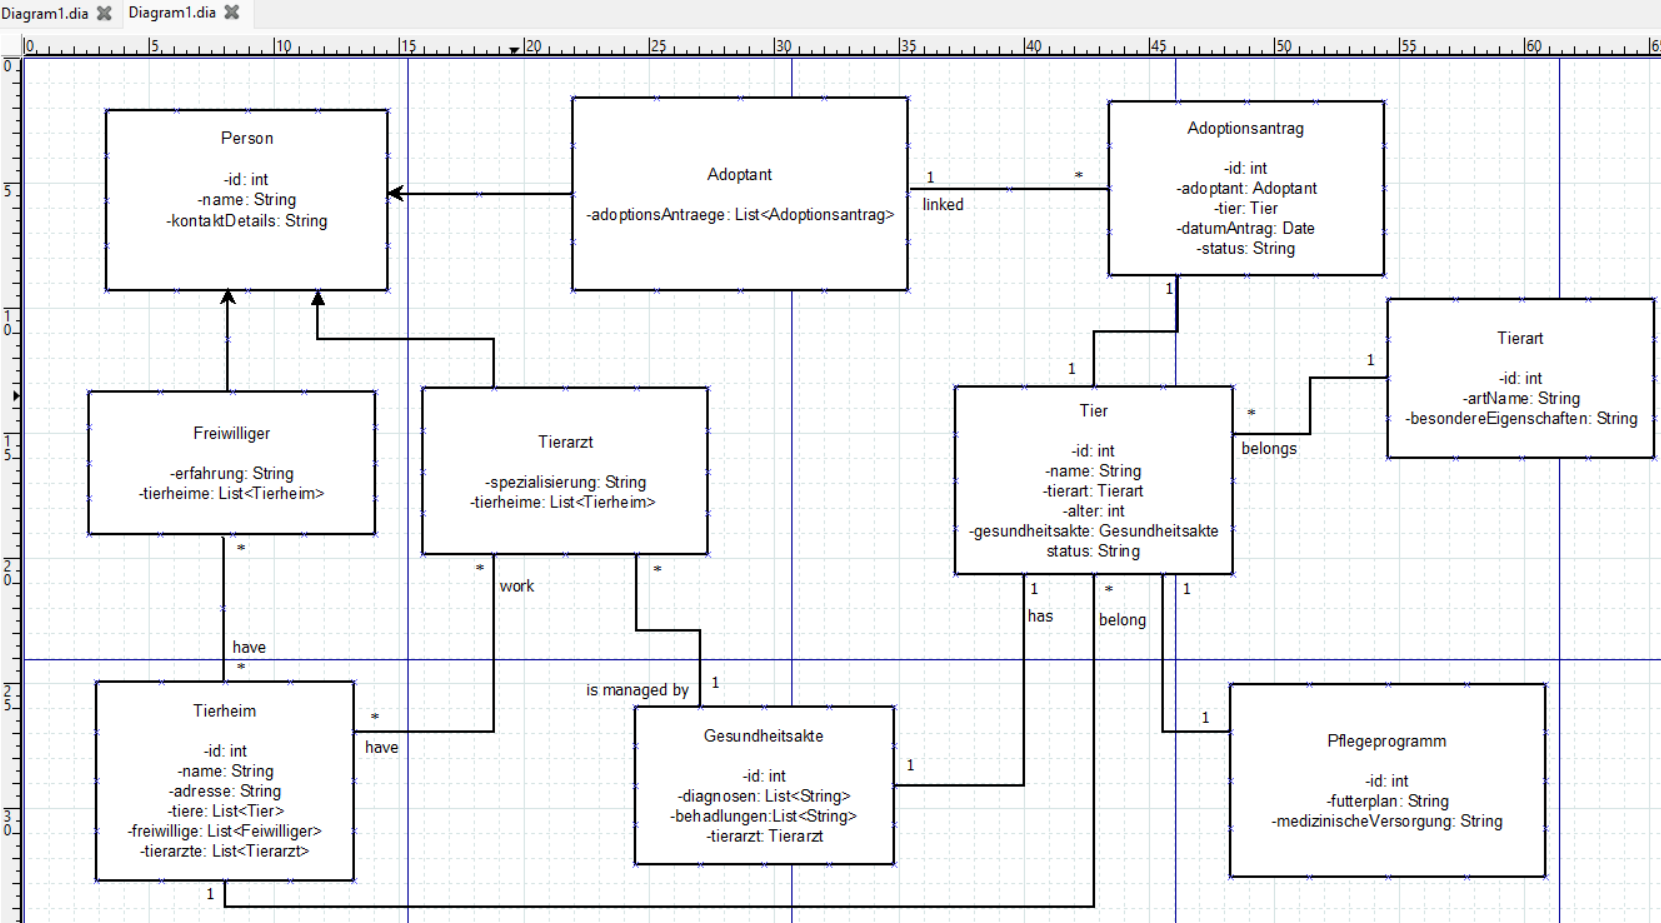 Diagram1.dia
Diagram1.dia
0 5 10 15 20 25 30 35 40 45 50 55 60 6
0
5
10
15
20
25
30
Person
-id: int
-name: String
-kontaktDetails: String
Adoptant
-adoptionsAntraege: List<Adoptionsantrag>
1
linked
*
Adoptionsantrag
-id: int
-adoptant: Adoptant
-tier: Tier
-datumAntrag: Date
-status: String
1
1
Tierart
-id: int
-artName: String
-besondereEigenschaften: String
1
*
belongs
Freiwilliger
-erfahrung: String
-tierheime: List<Tierheim>
Tierarzt
-spezialisierung: String
-tierheime: List<Tierheim>
Tier
-id: int
-name: String
-tierart: Tierart
-alter: int
-gesundheitsakte: Gesundheitsakte
status: String
*
have
*
*
work
*
1
has
*
belong
1
is managed by
1
Tierheim
-id: int
-name: String
-adresse: String
-tiere: List<Tier>
-freiwillige: List<Feiwilliger>
-tierarzte: List<Tierarzt>
*
have
1
Gesundheitsakte
-id: int
-diagnosen: List<String>
-behadlungen:List<String>
-tierarzt: Tierarzt
1
1
Pflegeprogramm
-id: int
-futterplan: String
-medizinischeVersorgung: String